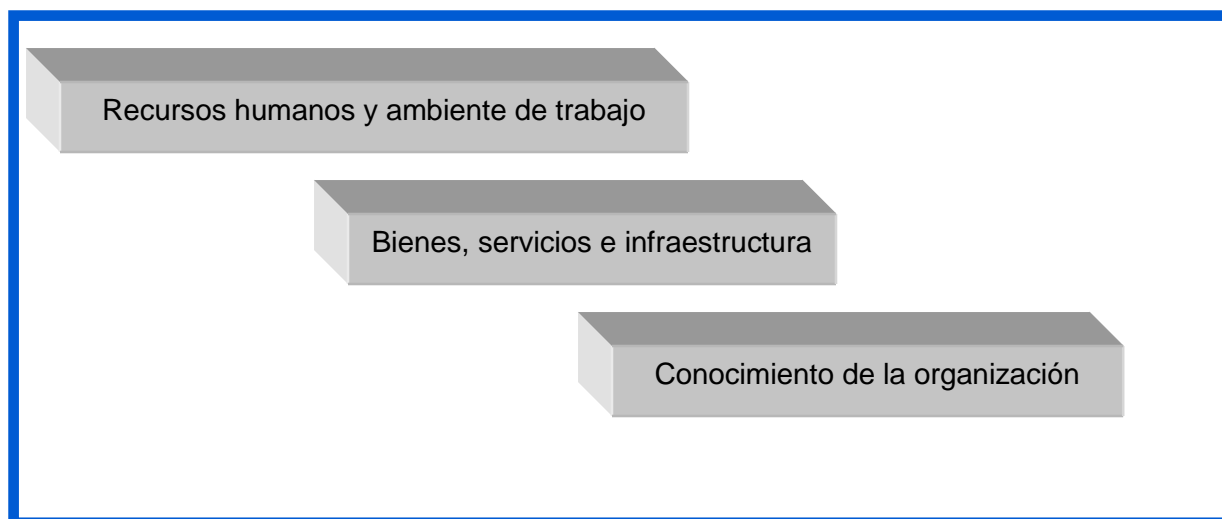 Recursos humanos y ambiente de trabajo
Bienes, servicios e infraestructura
Conocimiento de la organización